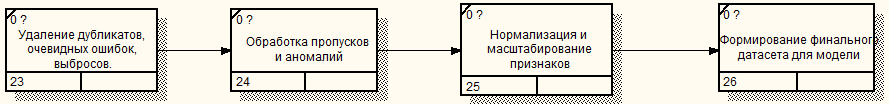 0 ?
Удаление дубликатов,
очевидных ошибок,
выбросов.
23
0 ?
Обработка пропусков
и аномалий
24
0 ?
Нормализация и
масштабирование
признаков
25
0 ?
Формирование финального
датасета для модели
26